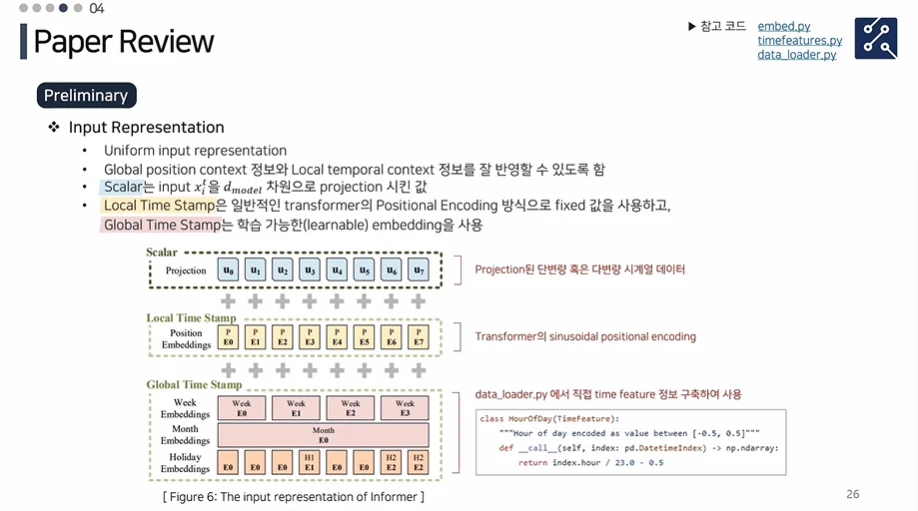 04
Paper Review
▶ 참고 코드 embed.py
timefeatures.py
data_loader.py
Preliminary
❖ Input Representation
• Uniform input representation
• Global position context 정보와 Local temporal context 정보를 잘 반영할 수 있도록 함
• Scalar는 input x_i^t을 d_model 차원으로 projection 시킨 값
• Local Time Stamp은 일반적인 transformer의 Positional Encoding 방식으로 fixed 값을 사용하고,
Global Time Stamp는 학습 가능한(learnable) embedding을 사용
Scalar
Projection u0 u1 u2 u3 u4 u5 u6 u7
Projection된 단변량 혹은 다변량 시계열 데이터
Local Time Stamp
Position Embeddings P E0 P E1 P E2 P E3 P E4 P E5 P E6 P E7
Transformer의 sinusoidal positional encoding
Global Time Stamp
Week Embeddings Week E0 Week E1 Week E2 Week E3
Month Embeddings Month E0
Holiday Embeddings E0 E0 E0 H1 E1 E0 E0 H2 E2 H2 E2
data_loader.py 에서 직접 time feature 정보 구축하여 사용
class HourOfDay(TimeFeature):
"""Hour of day encoded as value between [-0.5, 0.5]"""
def __call__(self, index: pd.DatetimeIndex) -> np.ndarray:
return index.hour / 23.0 - 0.5
[ Figure 6: The input representation of Informer ]
26